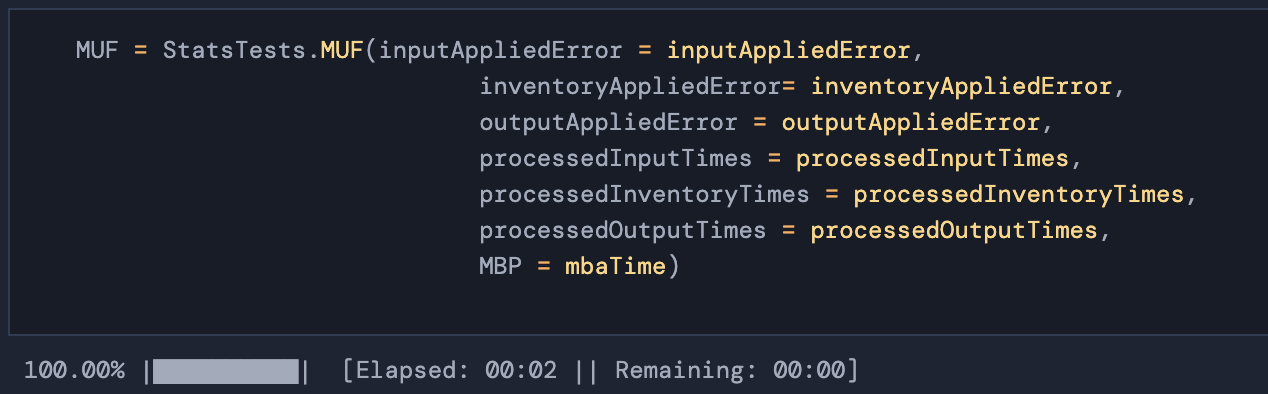 MUF = StatsTests.MUF(inputAppliedError = inputAppliedError,
inventoryAppliedError= inventoryAppliedError,
outputAppliedError = outputAppliedError,
processedInputTimes = processedInputTimes,
processedInventoryTimes = processedInventoryTimes,
processedOutputTimes = processedOutputTimes,
MBP = mbaTime)
100.00% |██████████| [Elapsed: 00:02 || Remaining: 00:00]